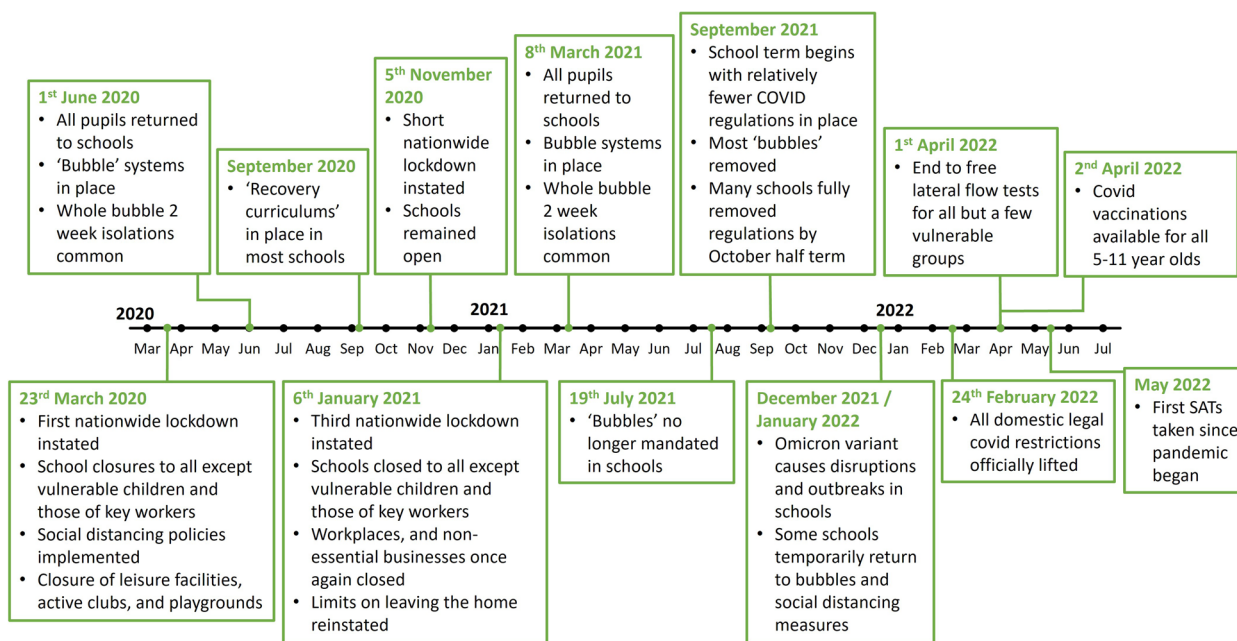 1st June 2020
• All pupils returned
to schools
• ‘Bubble’ systems
in place
• Whole bubble 2
week isolations
common
September 2020
• ‘Recovery
curriculums’
in place in
most schools
5th November
2020
• Short
nationwide
lockdown
instated
• Schools
remained
open
8th March 2021
• All pupils
returned to
schools
• Bubble systems
in place
• Whole bubble
2 week
isolations
common
September 2021
• School term begins
with relatively
fewer COVID
regulations in place
• Most ‘bubbles’
removed
• Many schools fully
removed
regulations by
October half term
1st April 2022
• End to free
lateral flow tests
for all but a few
vulnerable
groups
2nd April 2022
• Covid
vaccinations
available for all
5-11 year olds
2020 2021 2022
Mar Apr May Jun Jul Aug Sep Oct Nov Dec Jan Feb Mar Apr May Jun Jul Aug Sep Oct Nov Dec Jan Feb Mar Apr May Jun Jul
23rd March 2020
• First nationwide lockdown
instated
• School closures to all except
vulnerable children and
those of key workers
• Social distancing policies
implemented
• Closure of leisure facilities,
active clubs, and playgrounds
6th January 2021
• Third nationwide lockdown
instated
• Schools closed to all except
vulnerable children and
those of key workers
• Workplaces, and non-
essential businesses once
again closed
• Limits on leaving the home
reinstated
19th July 2021
• ‘Bubbles’ no
longer mandated
in schools
December 2021 /
January 2022
• Omicron variant
causes disruptions
and outbreaks in
schools
• Some schools
temporarily return
to bubbles and
social distancing
measures
24th February 2022
• All domestic legal
covid restrictions
officially lifted
May 2022
• First SATs
taken since
pandemic
began